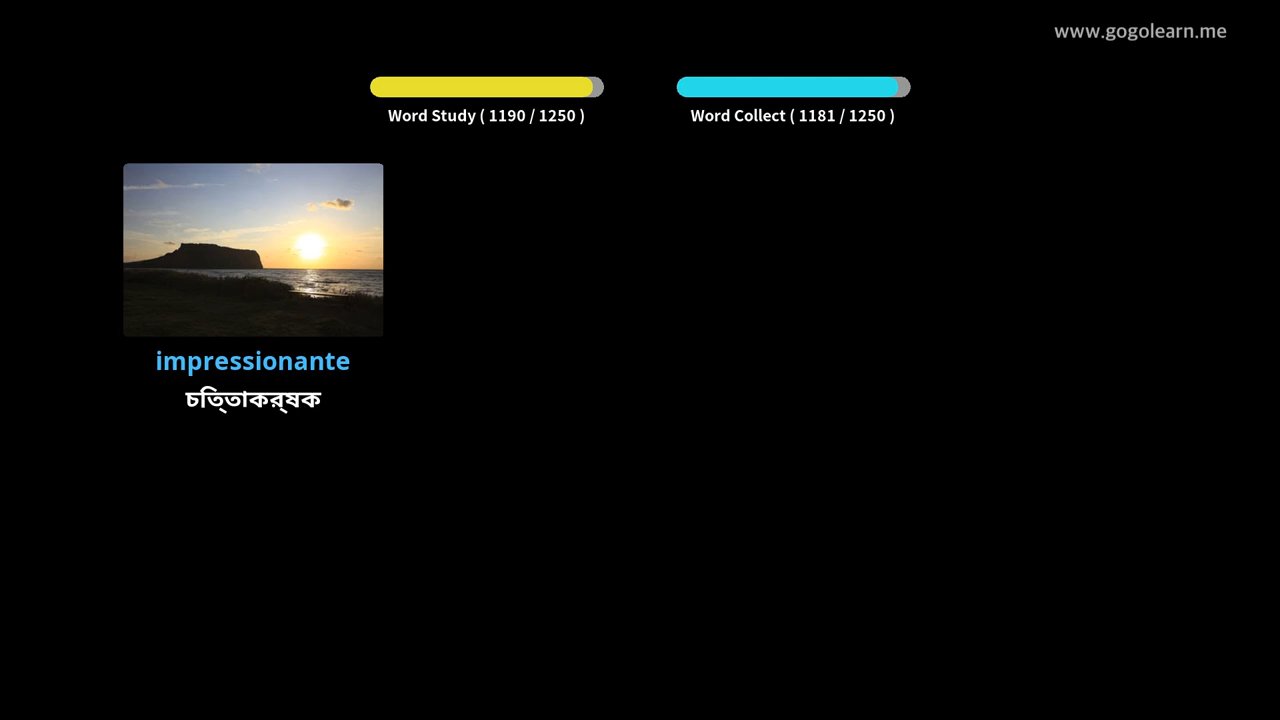 www.gogolearn.me
Word Study ( 1190 / 1250 )
Word Collect ( 1181 / 1250 )
impressionante
চিত্তাকর্ষক